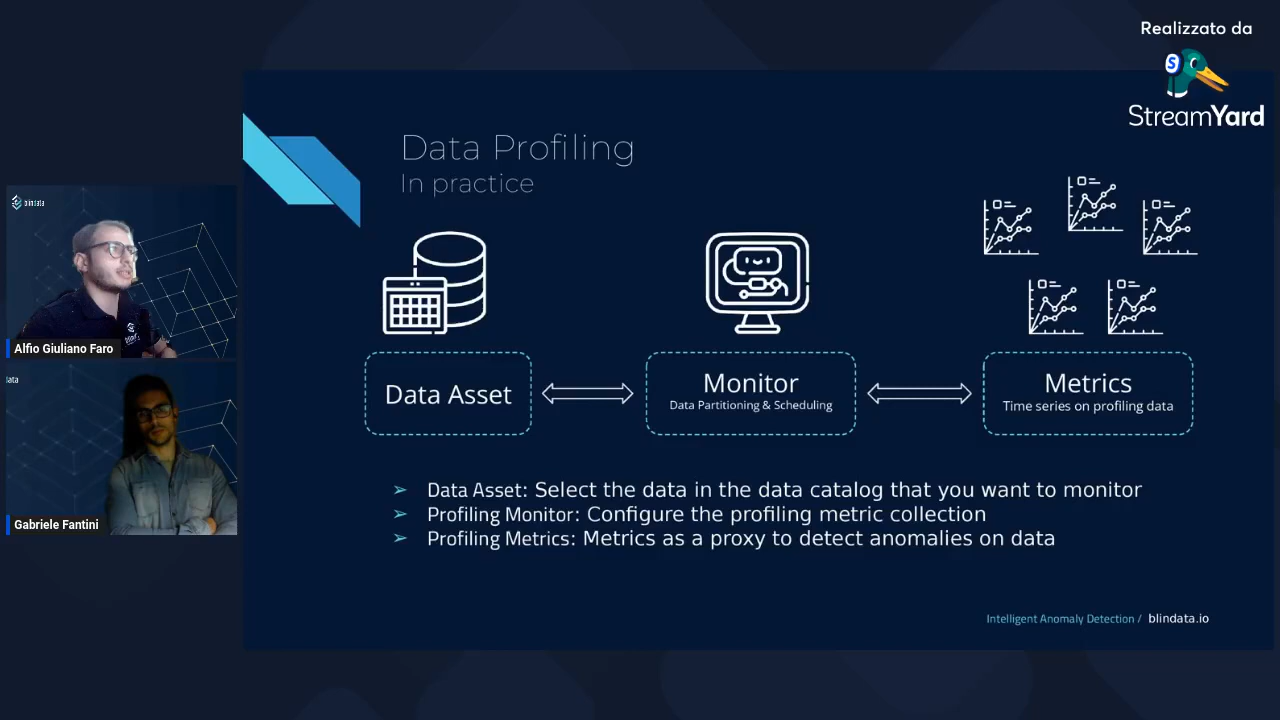 Realizzato da
StreamYard
Data Profiling
In practice
blindata
Alfio Giuliano Faro
Gabriele Fantini
Data Asset
Monitor
Data Partitioning & Scheduling
Metrics
Time series on profiling data
➢ Data Asset: Select the data in the data catalog that you want to monitor
➢ Profiling Monitor: Configure the profiling metric collection
➢ Profiling Metrics: Metrics as a proxy to detect anomalies on data
Intelligent Anomaly Detection / blindata.io